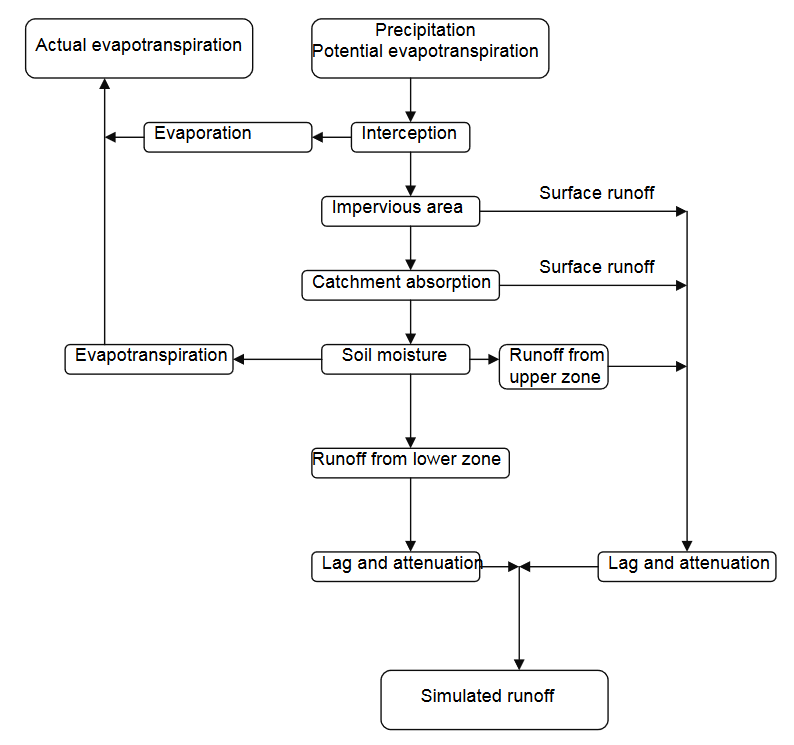 Actual evapotranspiration
Precipitation
Potential evapotranspiration
Evaporation
Interception
Impervious area
Surface runoff
Catchment absorption
Surface runoff
Evapotranspiration
Soil moisture
Runoff from
upper zone
Runoff from lower zone
Lag and attenuation
Lag and attenuation
Simulated runoff